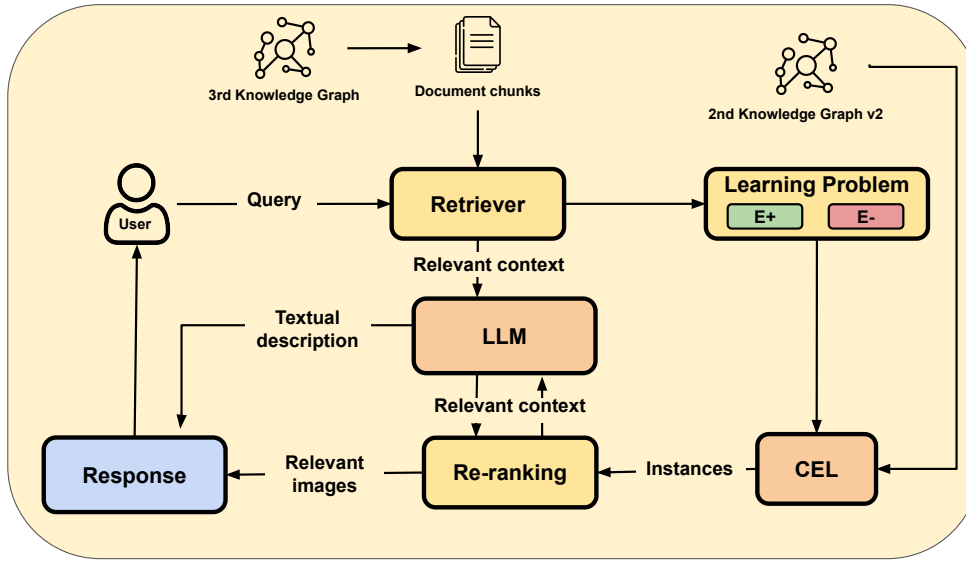 3rd Knowledge Graph
Document chunks
2nd Knowledge Graph v2
User
Query
Retriever
Learning Problem
E+
E-
Relevant context
Textual
description
LLM
Relevant context
Response
Relevant
images
Re-ranking
Instances
CEL